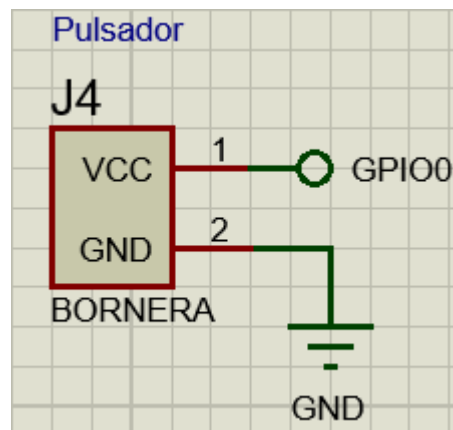 Pulsador
J4
VCC 1 GPIO0
GND 2
BORNERA
GND